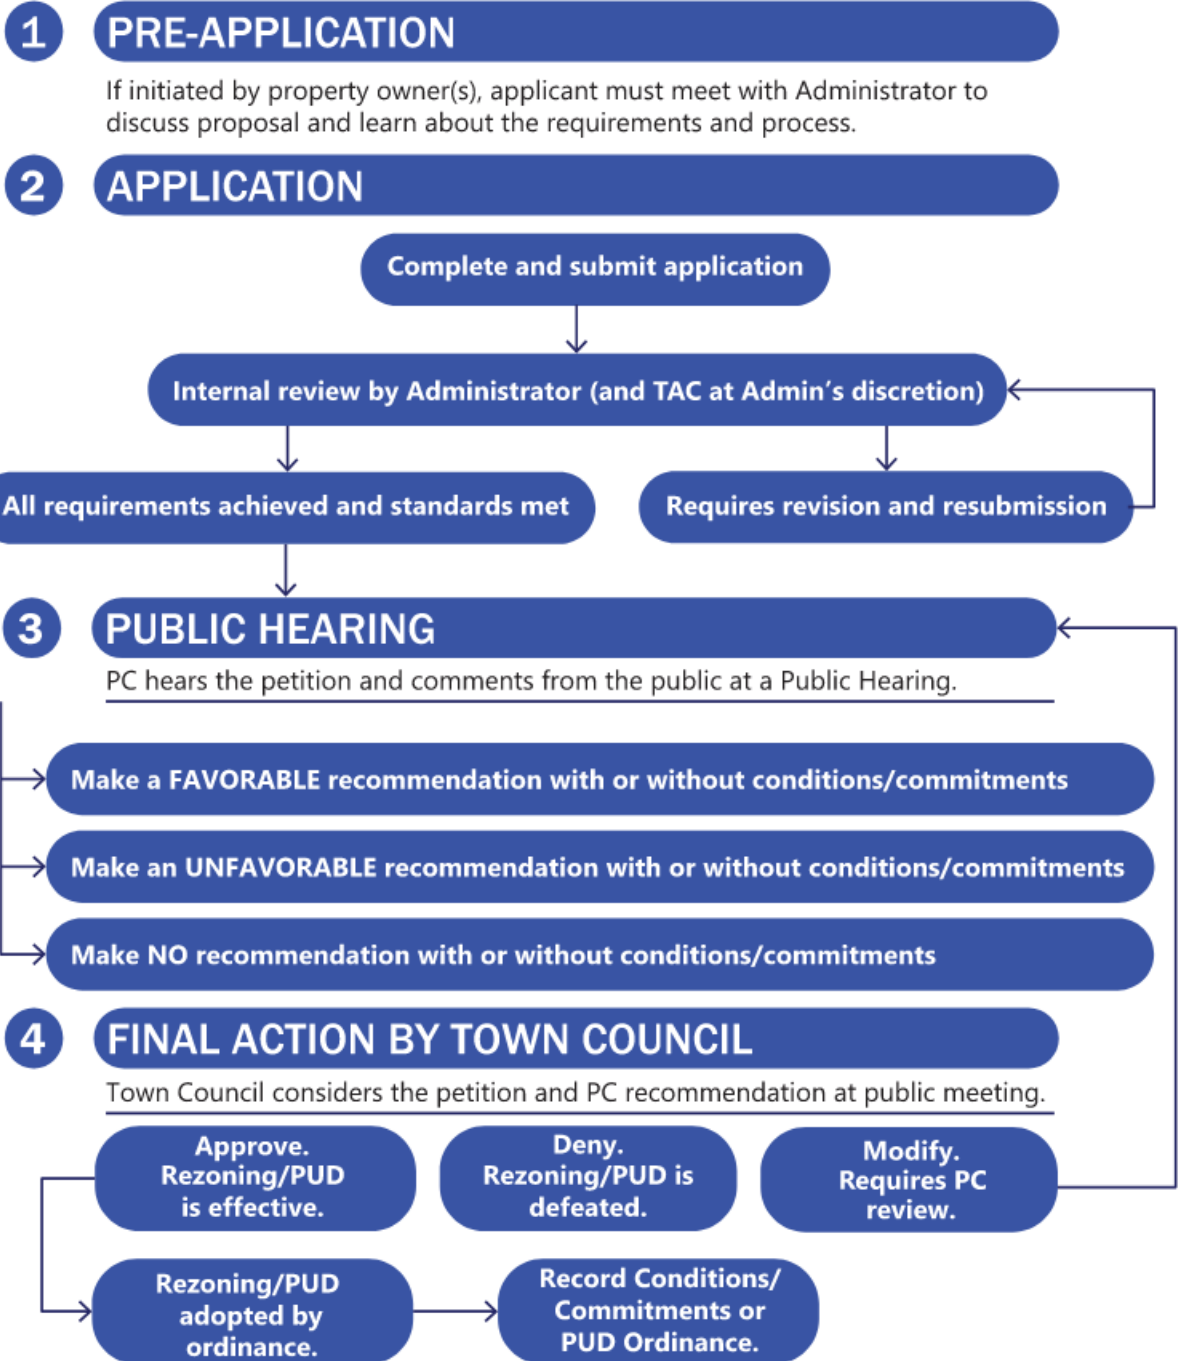 1 PRE-APPLICATION
If initiated by property owner(s), applicant must meet with Administrator to
discuss proposal and learn about the requirements and process.
2 APPLICATION
Complete and submit application
Internal review by Administrator (and TAC at Admin’s discretion)
All requirements achieved and standards met
Requires revision and resubmission
3 PUBLIC HEARING
PC hears the petition and comments from the public at a Public Hearing.
Make a FAVORABLE recommendation with or without conditions/commitments
Make an UNFAVORABLE recommendation with or without conditions/commitments
Make NO recommendation with or without conditions/commitments
4 FINAL ACTION BY TOWN COUNCIL
Town Council considers the petition and PC recommendation at public meeting.
Approve.
Rezoning/PUD
is effective.
Deny.
Rezoning/PUD is
defeated.
Modify.
Requires PC
review.
Rezoning/PUD
adopted by
ordinance.
Record Conditions/
Commitments or
PUD Ordinance.